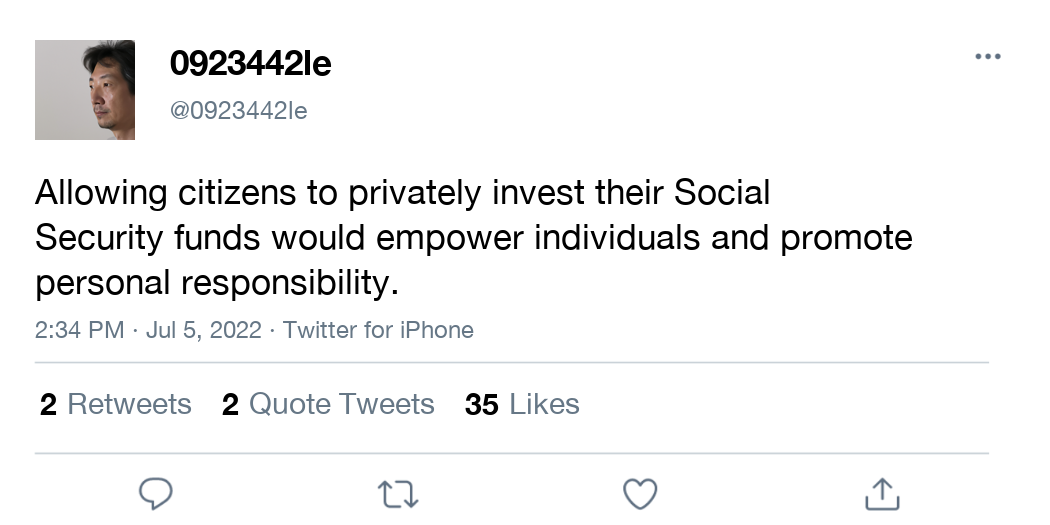 0923442le
@0923442le
Allowing citizens to privately invest their Social
Security funds would empower individuals and promote
personal responsibility.
2:34 PM · Jul 5, 2022 · Twitter for iPhone
2 Retweets 2 Quote Tweets 35 Likes